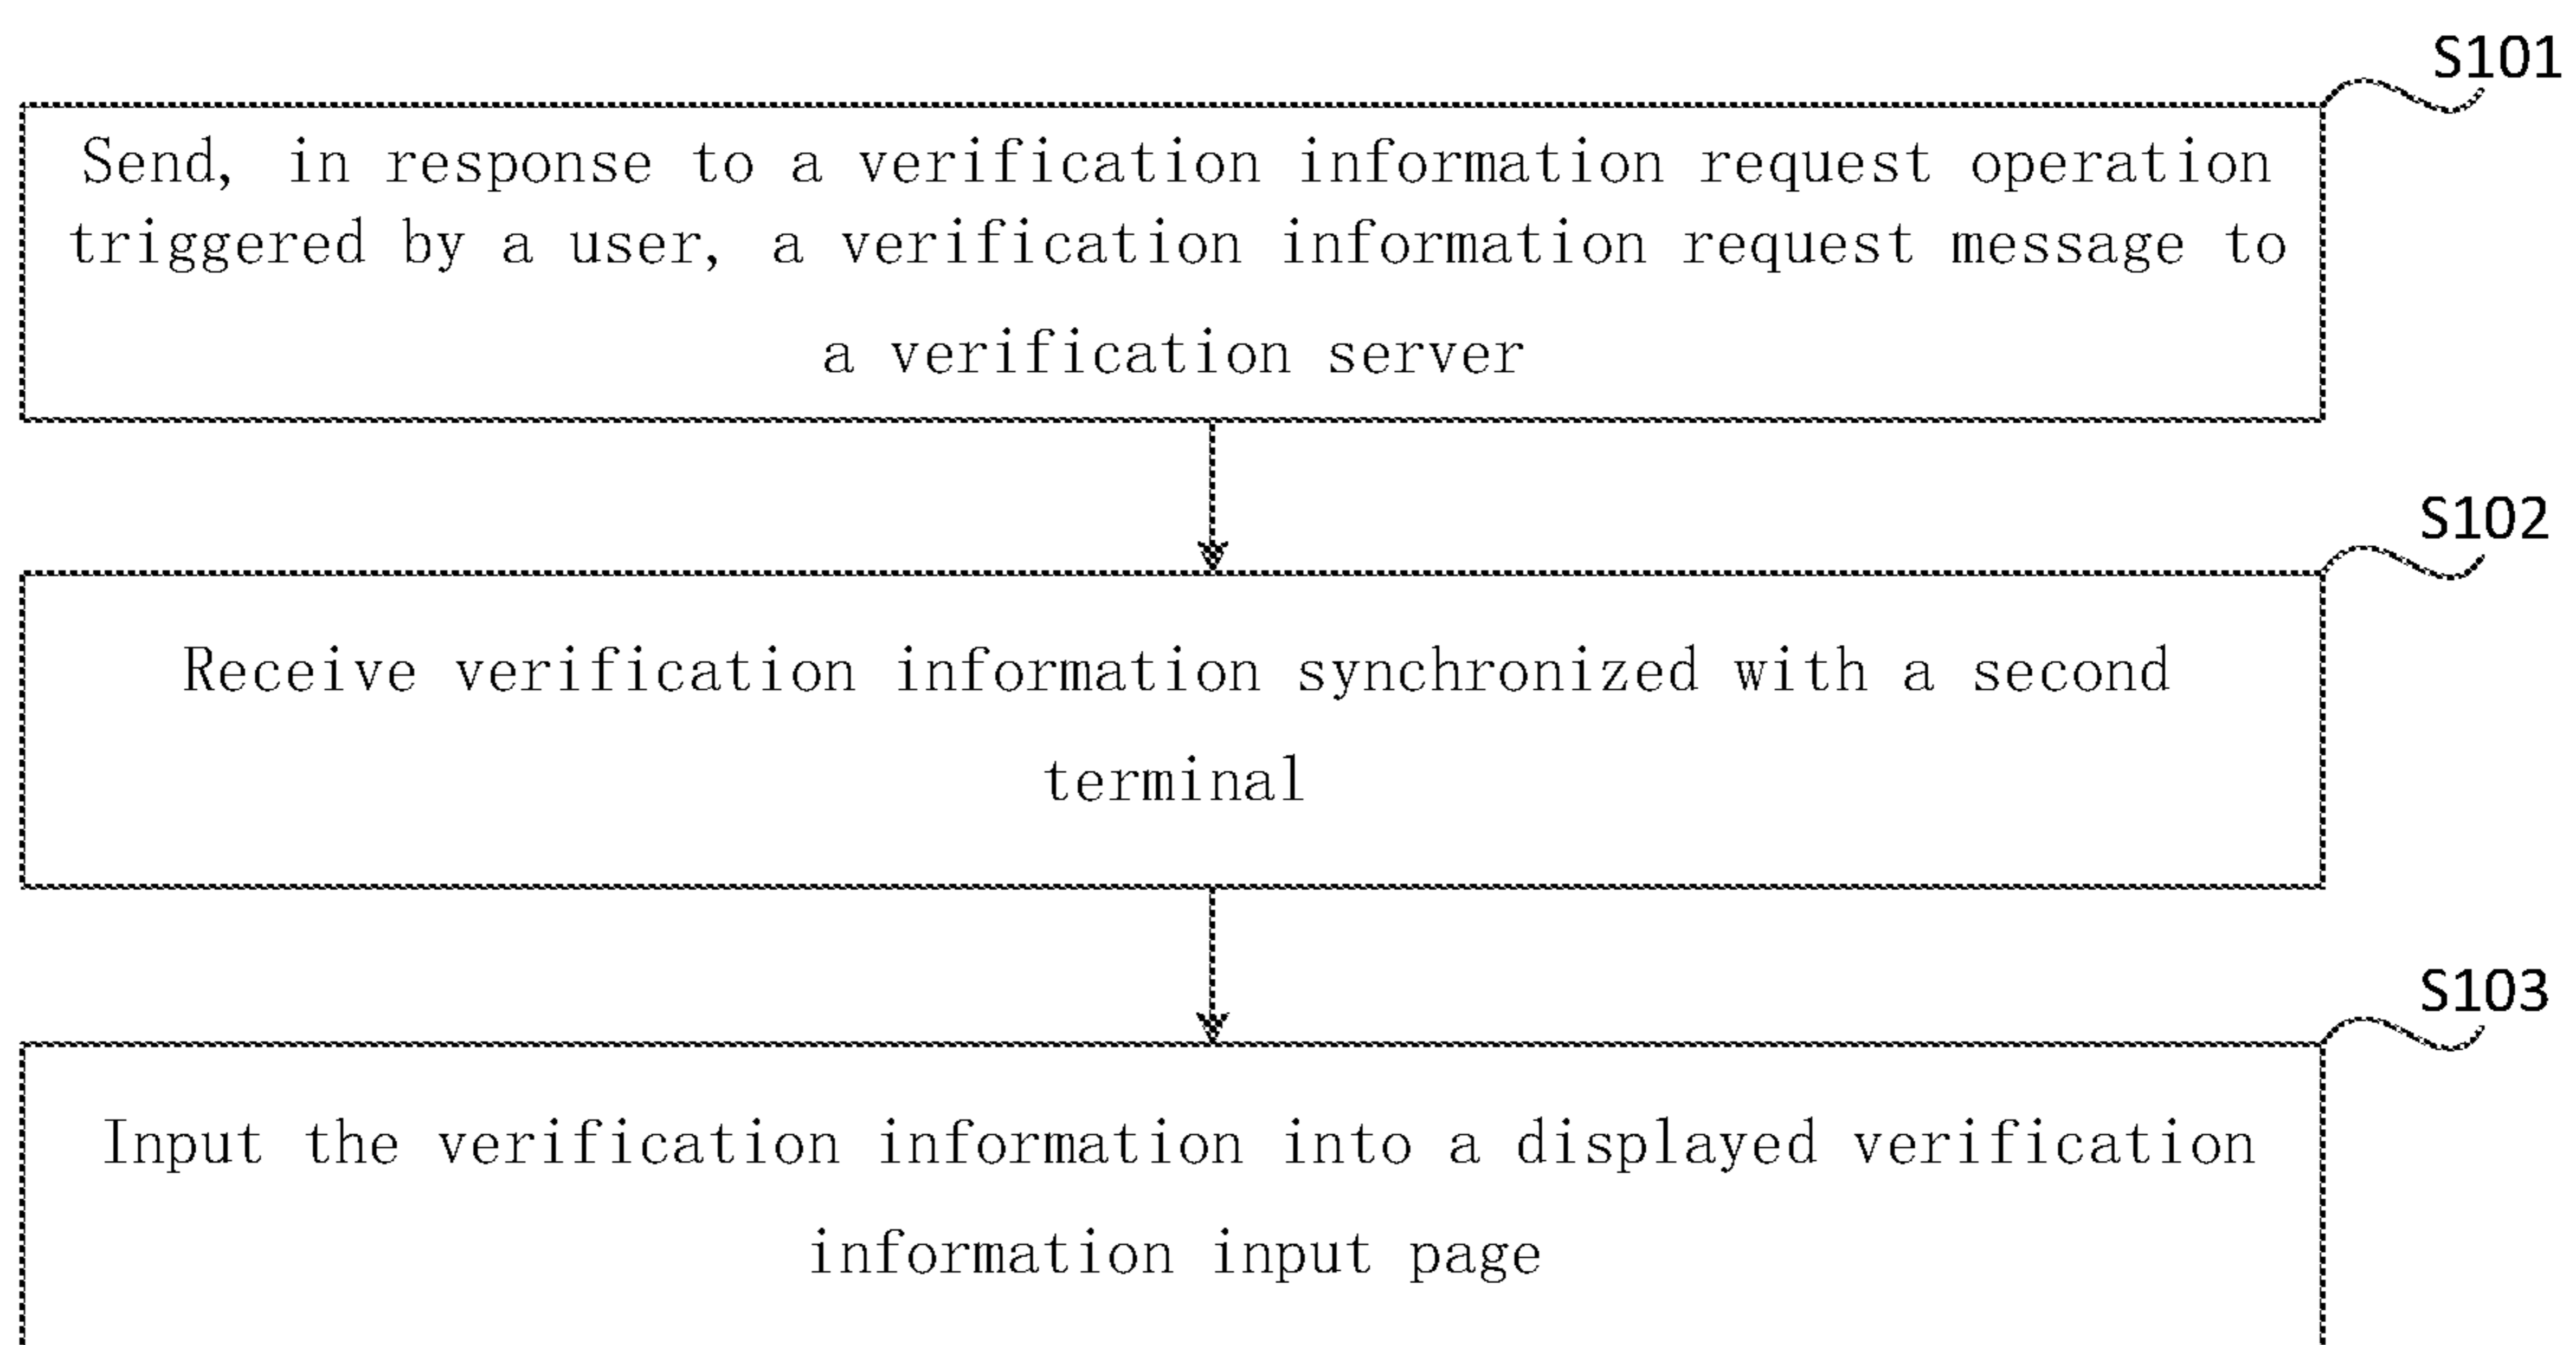 S101
Send, in response to a verification information request operation
triggered by a user, a verification information request message to
a verification server
S102
Receive verification information synchronized with a second
terminal
S103
Input the verification information into a displayed verification
information input page